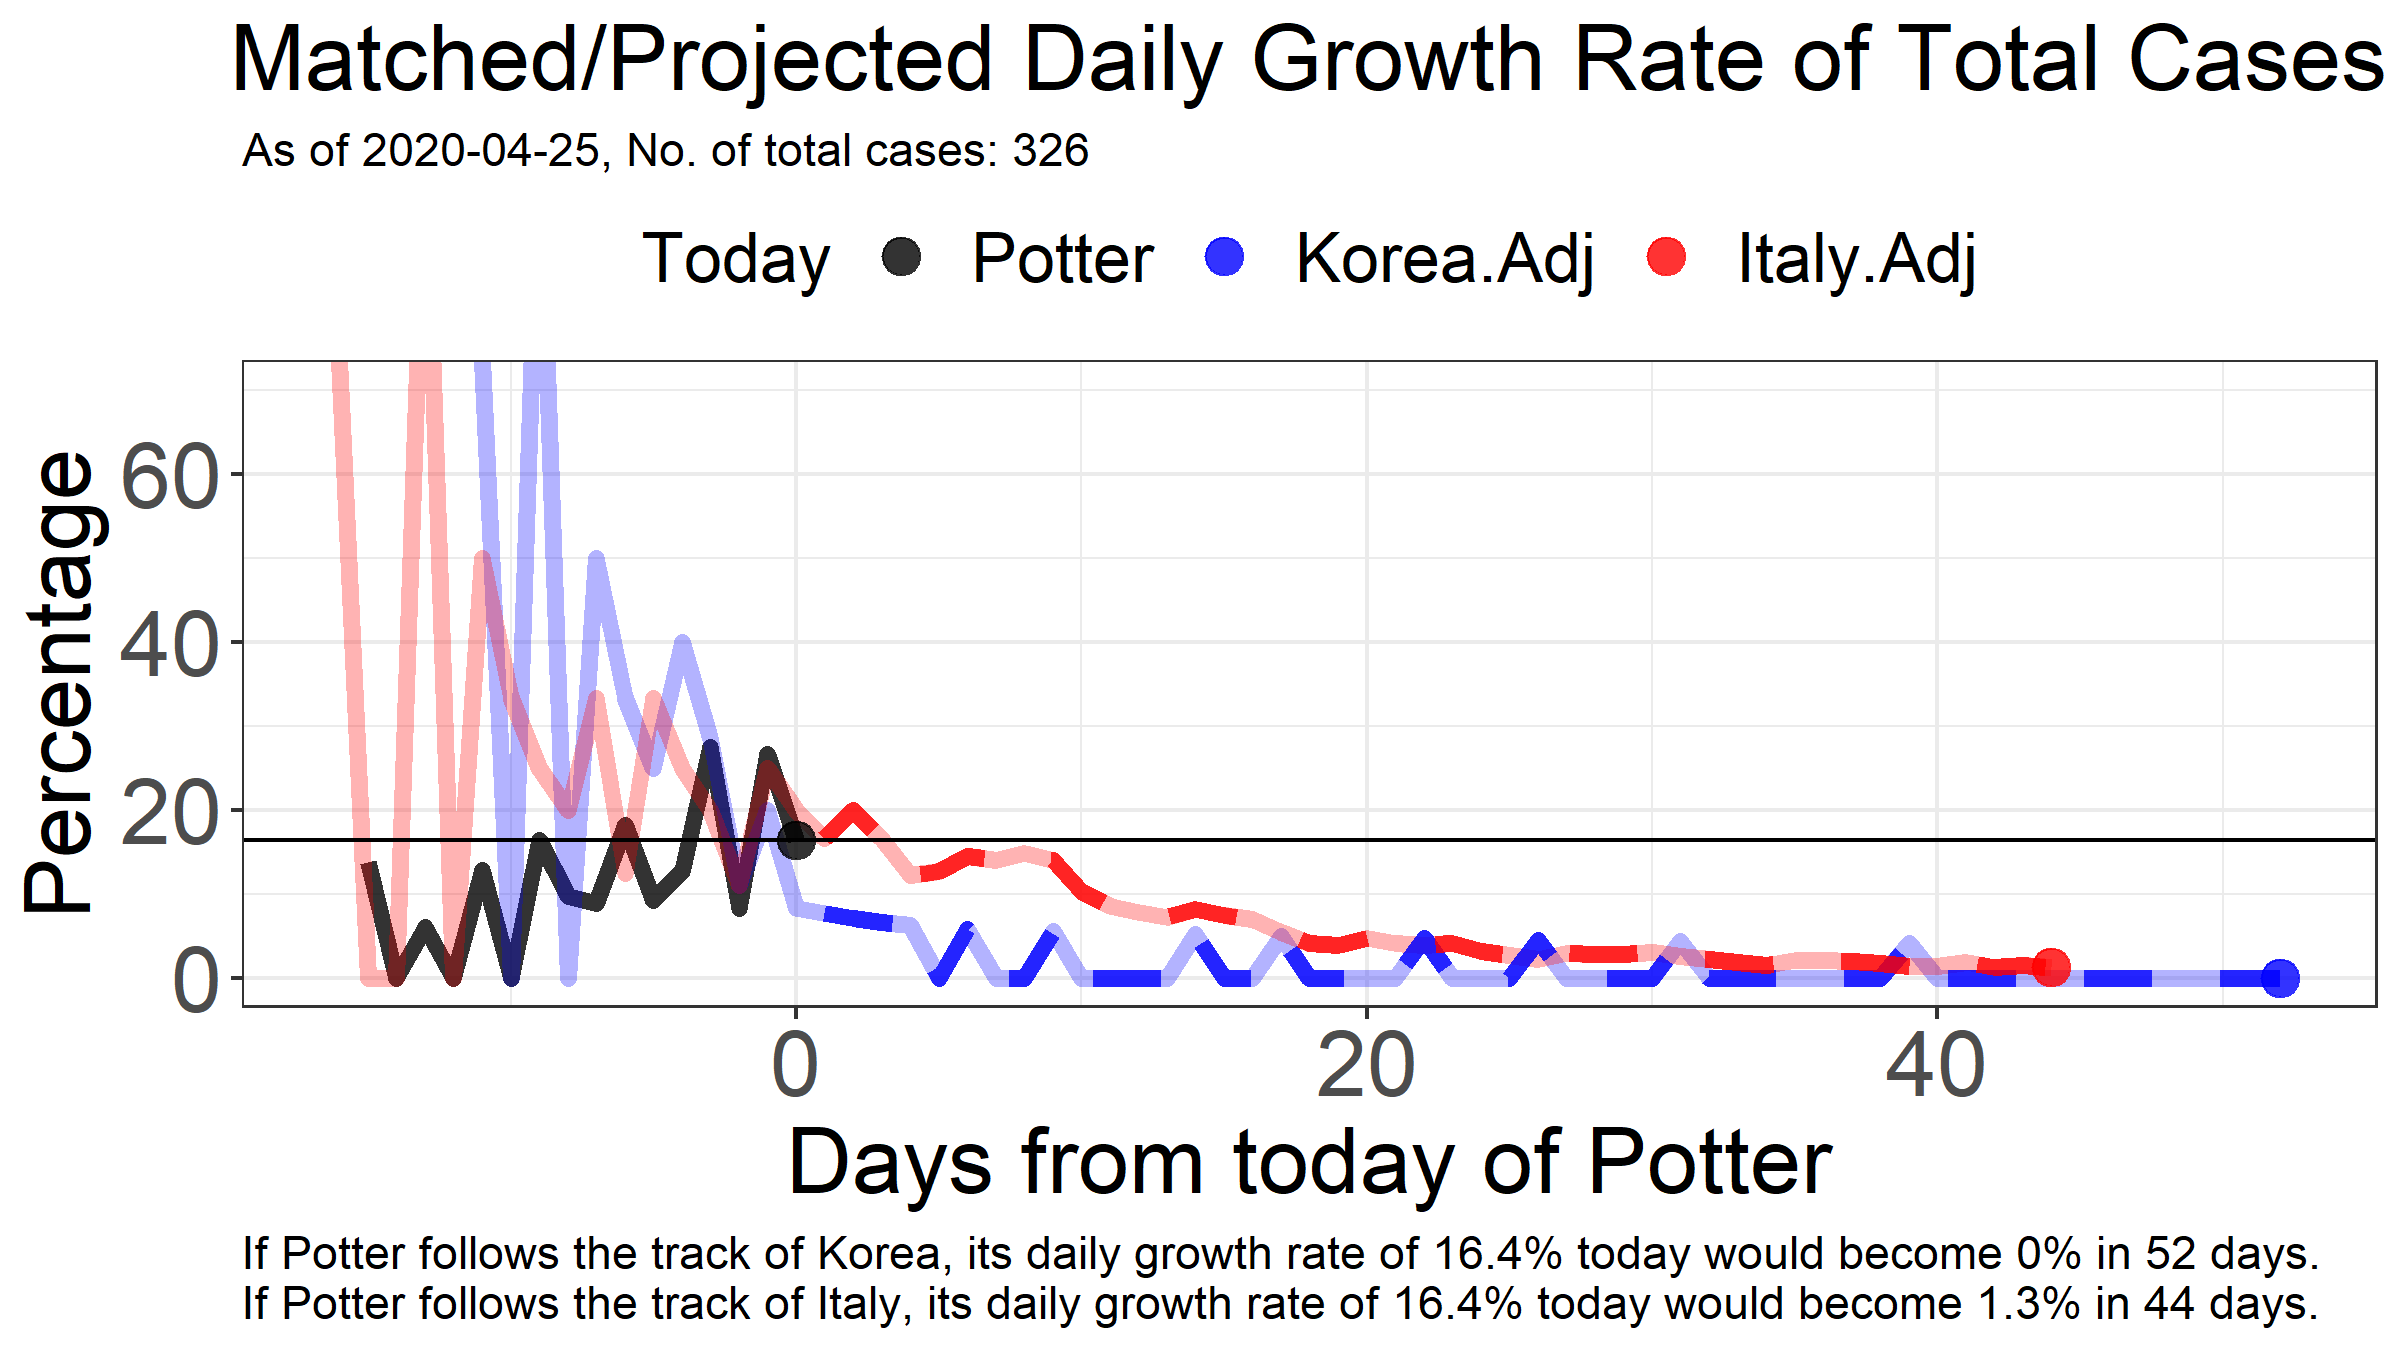 Matched/Projected Daily Growth Rate of Total Cases
As of 2020-04-25, No. of total cases: 326
Today Potter Korea.Adj Italy.Adj
Percentage
60
40
20
0
0 20 40
Days from today of Potter
If Potter follows the track of Korea, its daily growth rate of 16.4% today would become 0% in 52 days.
If Potter follows the track of Italy, its daily growth rate of 16.4% today would become 1.3% in 44 days.